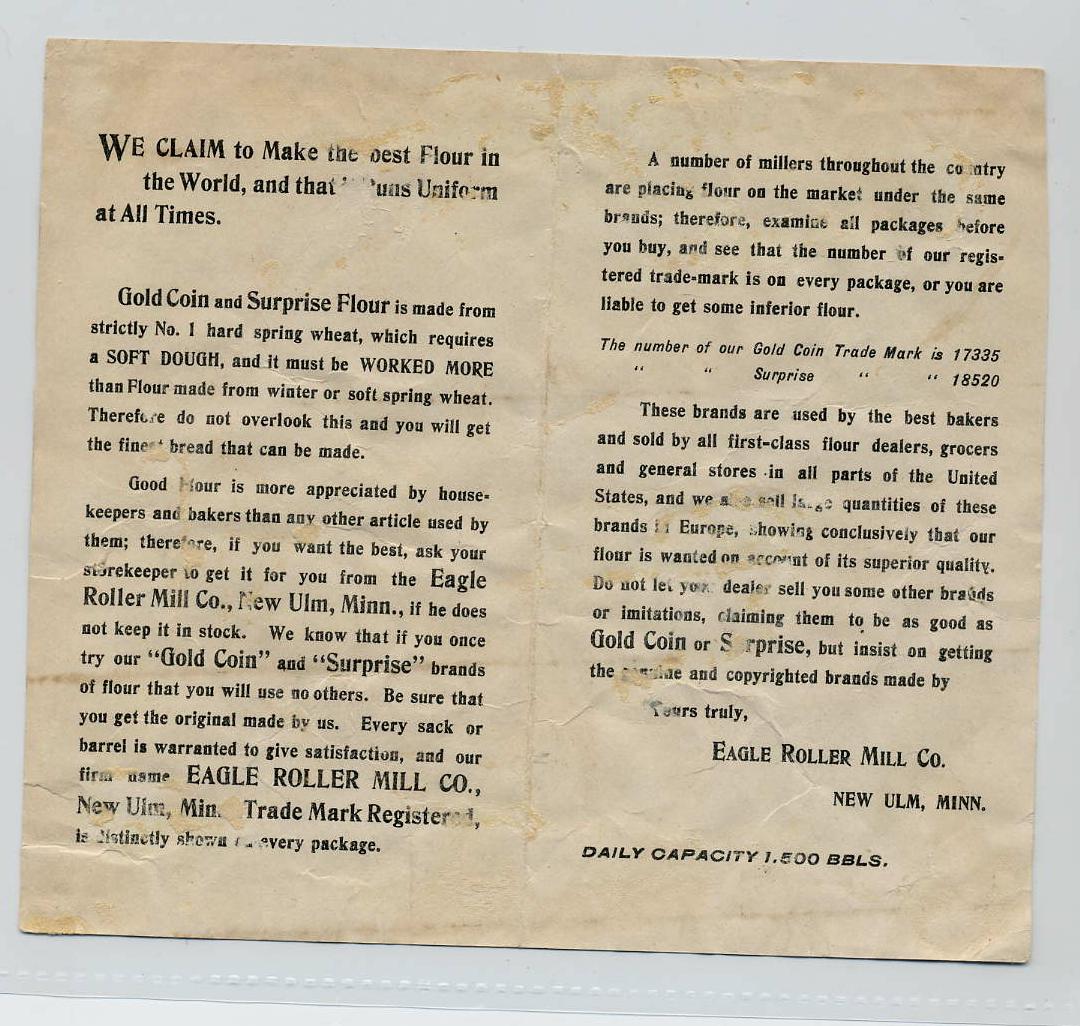 WE CLAIM to Make the best Flour in
the World, and that Runs Uniform
at All Times.
Gold Coin and Surprise Flour is made from
strictly No. 1 hard spring wheat, which requires
a SOFT DOUGH, and it must be WORKED MORE
than Flour made from winter or soft spring wheat.
Therefore do not overlook this and you will get
the finest bread that can be made.
Good Flour is more appreciated by house-
keepers and bakers than any other article used by
them; therefore, if you want the best, ask your
storekeeper to get it for you from the Eagle
Roller Mill Co., New Ulm, Minn., if he does
not keep it in stock. We know that if you once
try our "Gold Coin" and "Surprise" brands
of flour that you will use no others. Be sure that
you get the original made by us. Every sack or
barrel is warranted to give satisfaction, and our
firm name EAGLE ROLLER MILL CO.,
New Ulm, Min. Trade Mark Registered,
is distinctly shown every package.
A number of millers throughout the country
are placing flour on the market under the same
brands; therefore, examine all packages before
you buy, and see that the number of our regis-
tered trade-mark is on every package, or you are
liable to get some inferior flour.
The number of our Gold Coin Trade Mark is 17335
" " Surprise " " 18520
These brands are used by the best bakers
and sold by all first-class flour dealers, grocers
and general stores in all parts of the United
States, and we also sell large quantities of these
brands in Europe, showing conclusively that our
flour is wanted on account of its superior quality.
Do not let your dealer sell you some other brands
or imitations, claiming them to be as good as
Gold Coin or Surprise, but insist on getting
the genuine and copyrighted brands made by
Yours truly,
EAGLE ROLLER MILL CO.
NEW ULM, MINN.
DAILY CAPACITY 1,500 BBLS.